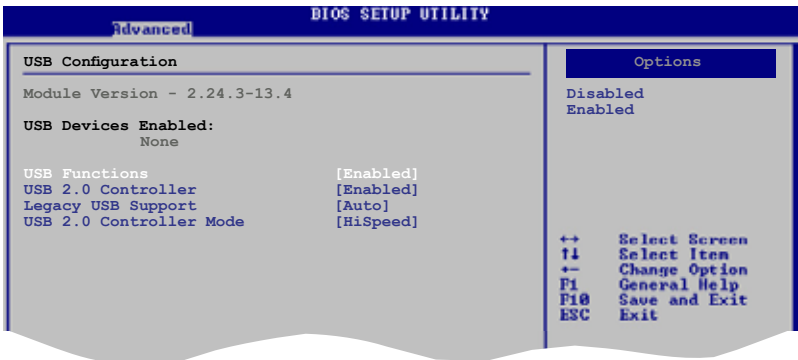 BIOS SETUP UTILITY
Advanced
USB Configuration
Module Version - 2.24.3-13.4
USB Devices Enabled:
None
USB Functions [Enabled]
USB 2.0 Controller [Enabled]
Legacy USB Support [Auto]
USB 2.0 Controller Mode [HiSpeed]
Options
Disabled
Enabled
↔ Select Screen
↑↓ Select Item
+- Change Option
F1 General Help
F10 Save and Exit
ESC Exit